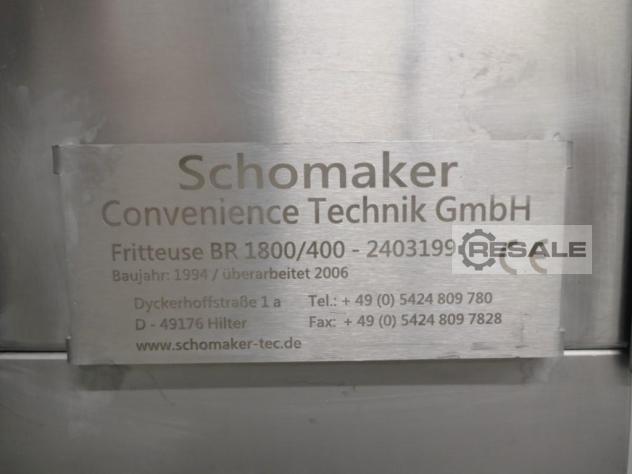 Schomaker
Convenience Technik GmbH
Fritteuse BR 1800/400 - 2403199
RESALE
CE
Baujahr: 1994 / überarbeitet 2006
Dyckerhoffstraße 1 a Tel.: + 49 (0) 5424 809 780
D - 49176 Hilter Fax: + 49 (0) 5424 809 7828
www.schomaker-tec.de